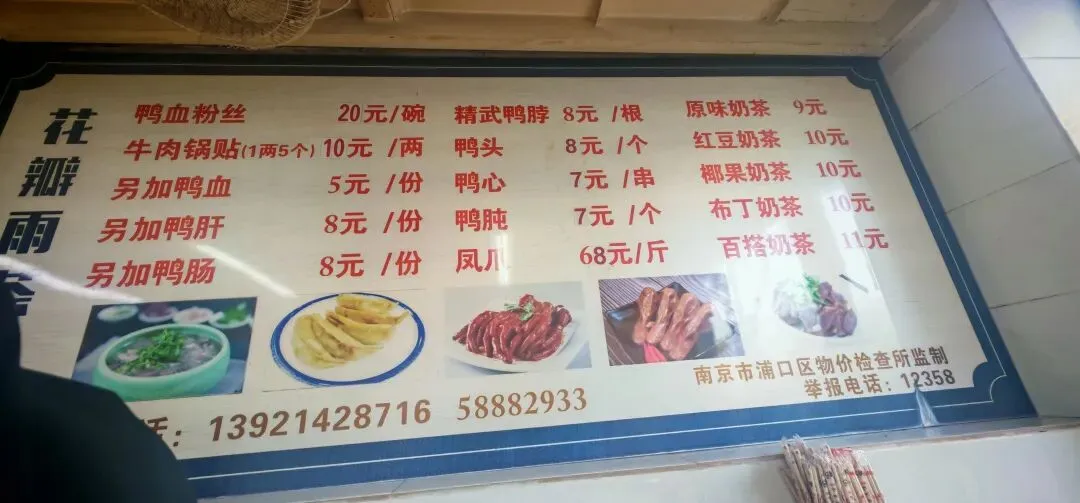 花瓣雨
鸭血粉丝 20元/碗
牛肉锅贴(1两5个) 10元 /两
另加鸭血 5元 /份
另加鸭肝 8元 /份
另加鸭肠 8元 /份
精武鸭脖 8元 /根
鸭头 8元 /个
鸭心 7元 /串
鸭肫 7元 /个
凤爪 68元/斤
原味奶茶 9元
红豆奶茶 10元
椰果奶茶 10元
布丁奶茶 10元
百搭奶茶 11元
话: 13921428716 58882933
南京市浦口区物价检查所监制
举报电话: 12358